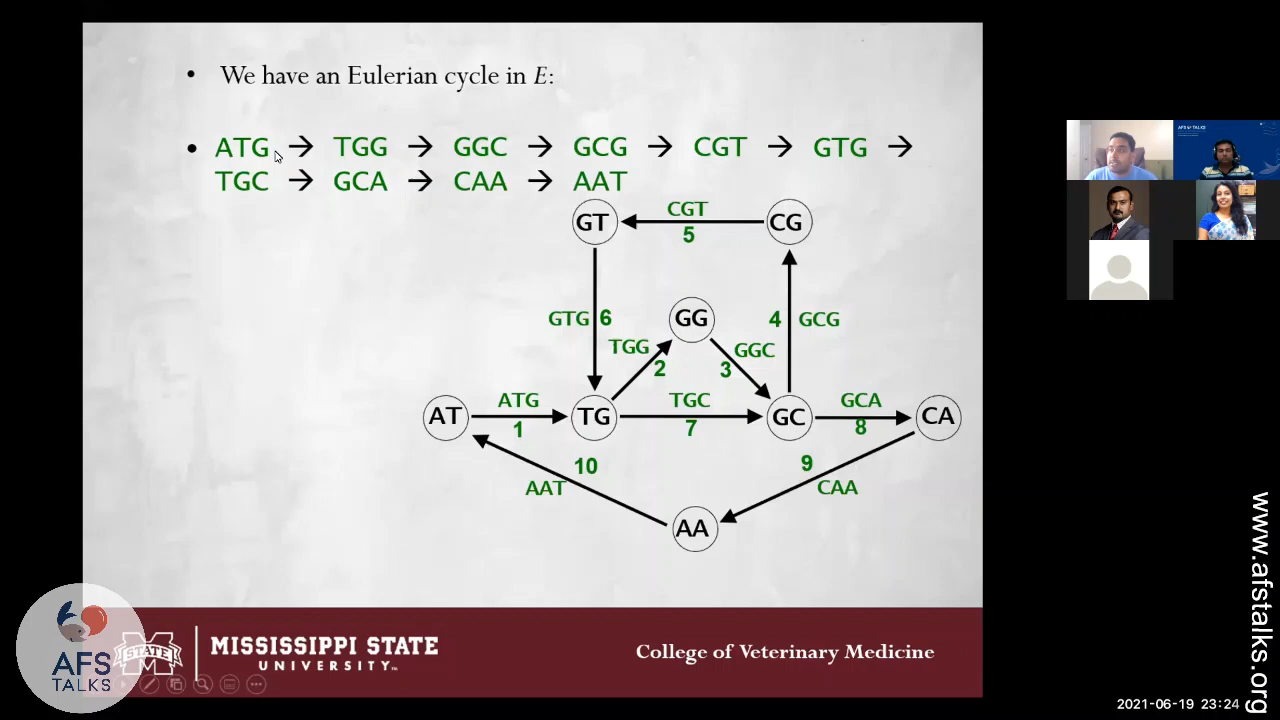 • We have an Eulerian cycle in E:
• ATG → TGG → GGC → GCG → CGT → GTG →
TGC → GCA → CAA → AAT
GT
CGT
5
CG
GTG 6
GG
4 GCG
TGG
2
GGC
3
AT
ATG
1
TG
TGC
7
GC
GCA
8
CA
10
AAT
9
CAA
AA
AFS TALKS
STATE
MISSISSIPPI STATE
UNIVERSITY™
College of Veterinary Medicine
www.afstalks.org
2021-06-19 23:24